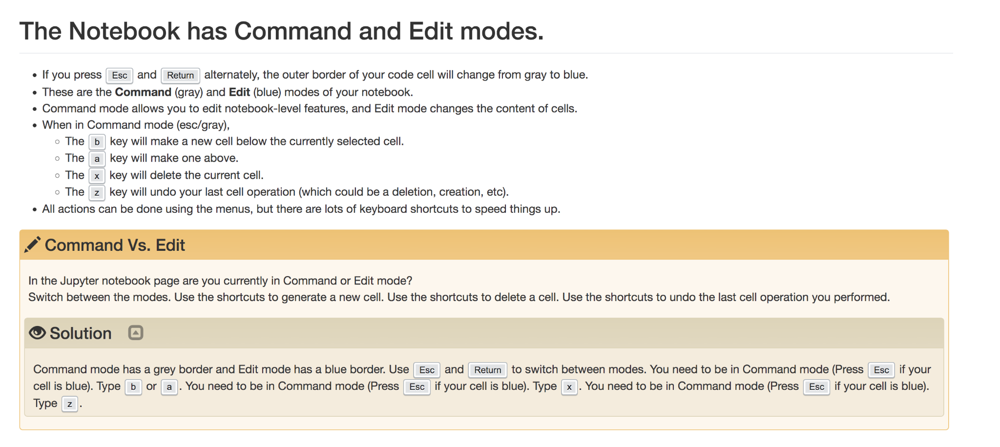 The Notebook has Command and Edit modes.
If you press Esc and Return alternately, the outer border of your code cell will change from gray to blue.
These are the Command (gray) and Edit (blue) modes of your notebook.
Command mode allows you to edit notebook-level features, and Edit mode changes the content of cells.
When in Command mode (esc/gray),
The b key will make a new cell below the currently selected cell.
The a key will make one above.
The x key will delete the current cell.
The z key will undo your last cell operation (which could be a deletion, creation, etc).
All actions can be done using the menus, but there are lots of keyboard shortcuts to speed things up.
Command Vs. Edit
In the Jupyter notebook page are you currently in Command or Edit mode?
Switch between the modes. Use the shortcuts to generate a new cell. Use the shortcuts to delete a cell. Use the shortcuts to undo the last cell operation you performed.
Solution
Command mode has a grey border and Edit mode has a blue border. Use Esc and Return to switch between modes. You need to be in Command mode (Press Esc if your
cell is blue). Type b or a . You need to be in Command mode (Press Esc if your cell is blue). Type x . You need to be in Command mode (Press Esc if your cell is blue).
Type z .